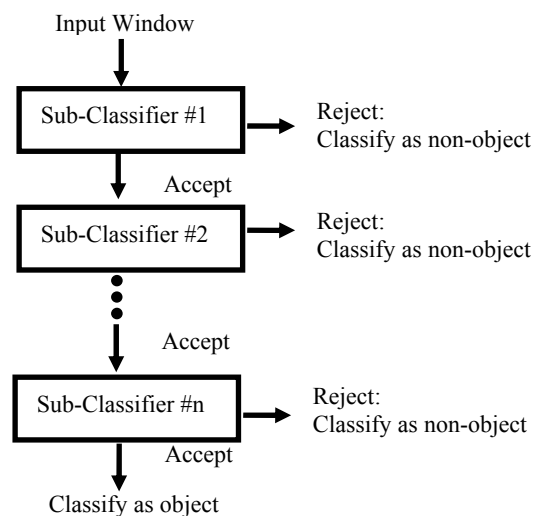 Input Window
Sub-Classifier #1
Reject:
Classify as non-object
Accept
Sub-Classifier #2
Reject:
Classify as non-object
Accept
Sub-Classifier #n
Reject:
Classify as non-object
Accept
Classify as object